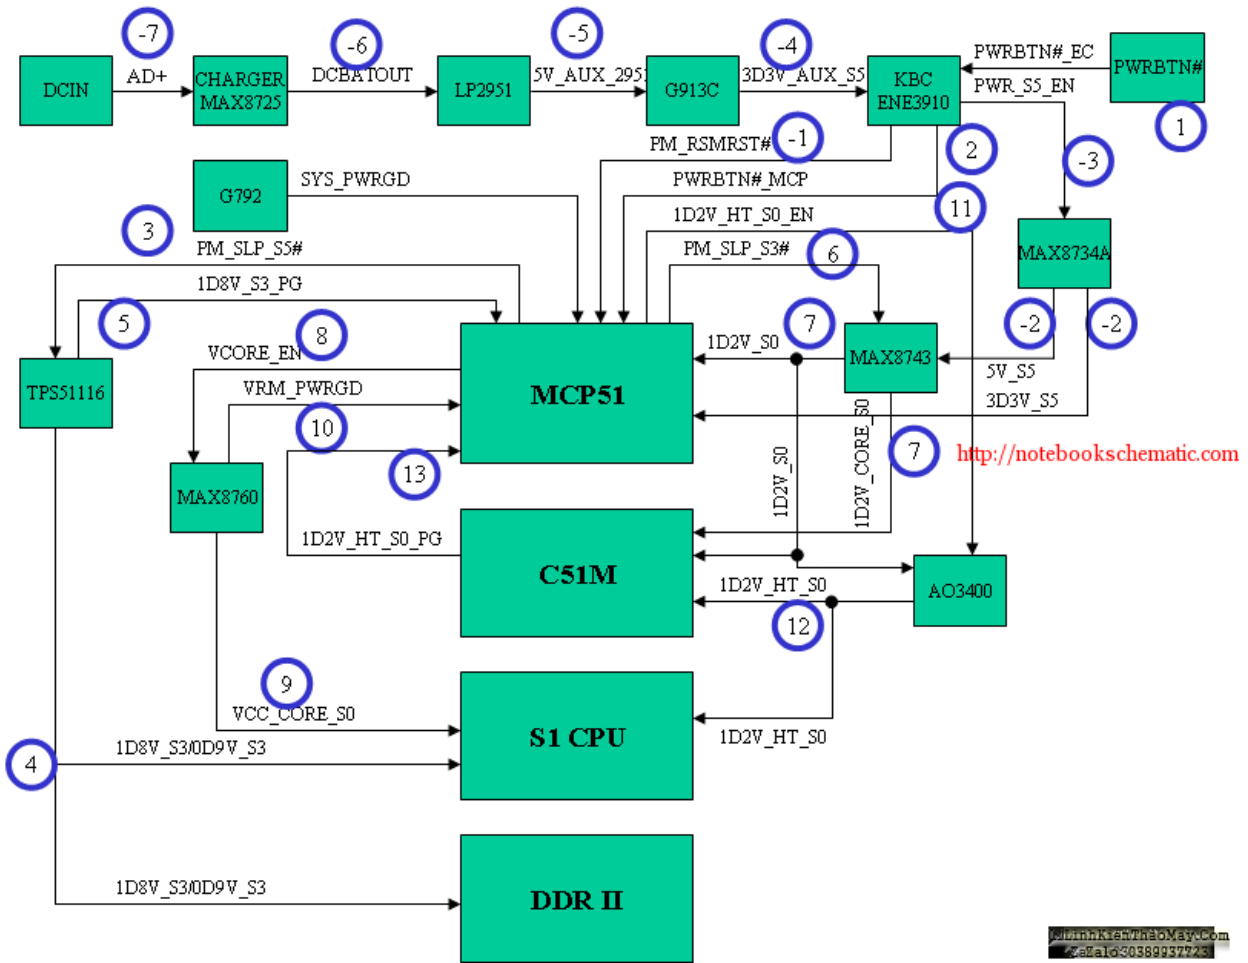 -7
-6
-5
-4
PWRBTN#_EC
DCIN
AD+
CHARGER
MAX8725
DCBATOUT
LP2951
5V_AUX_295
G913C
3D3V_AUX_S5
KBC
ENE3910
PWRBTN#
PWR_S5_EN
1
PM_RSMRST#
-1
2
-3
G792
SYS_PWRGD
PWRBTN#_MCP
11
3
1D2V_HT_S0_EN
PM_SLP_S5#
PM_SLP_S3#
6
MAX8734A
1D8V_S3_PG
5
8
7
-2
-2
VCORE_EN
1D2V_S0
MAX8743
5V_S5
TPS51116
VRM_PWRGD
MCP51
3D3V_S5
10
13
1D2V_S0
1D2V_CORE_S0
7
http://notebookschematic.com
MAX8760
1D2V_HT_S0_PG
C51M
1D2V_HT_S0
AO3400
12
9
VCC_CORE_S0
S1 CPU
1D2V_HT_S0
4
1D8V_S3/0D9V_S3
1D8V_S3/0D9V_S3
DDR II
LinhKienThaoMay.Com